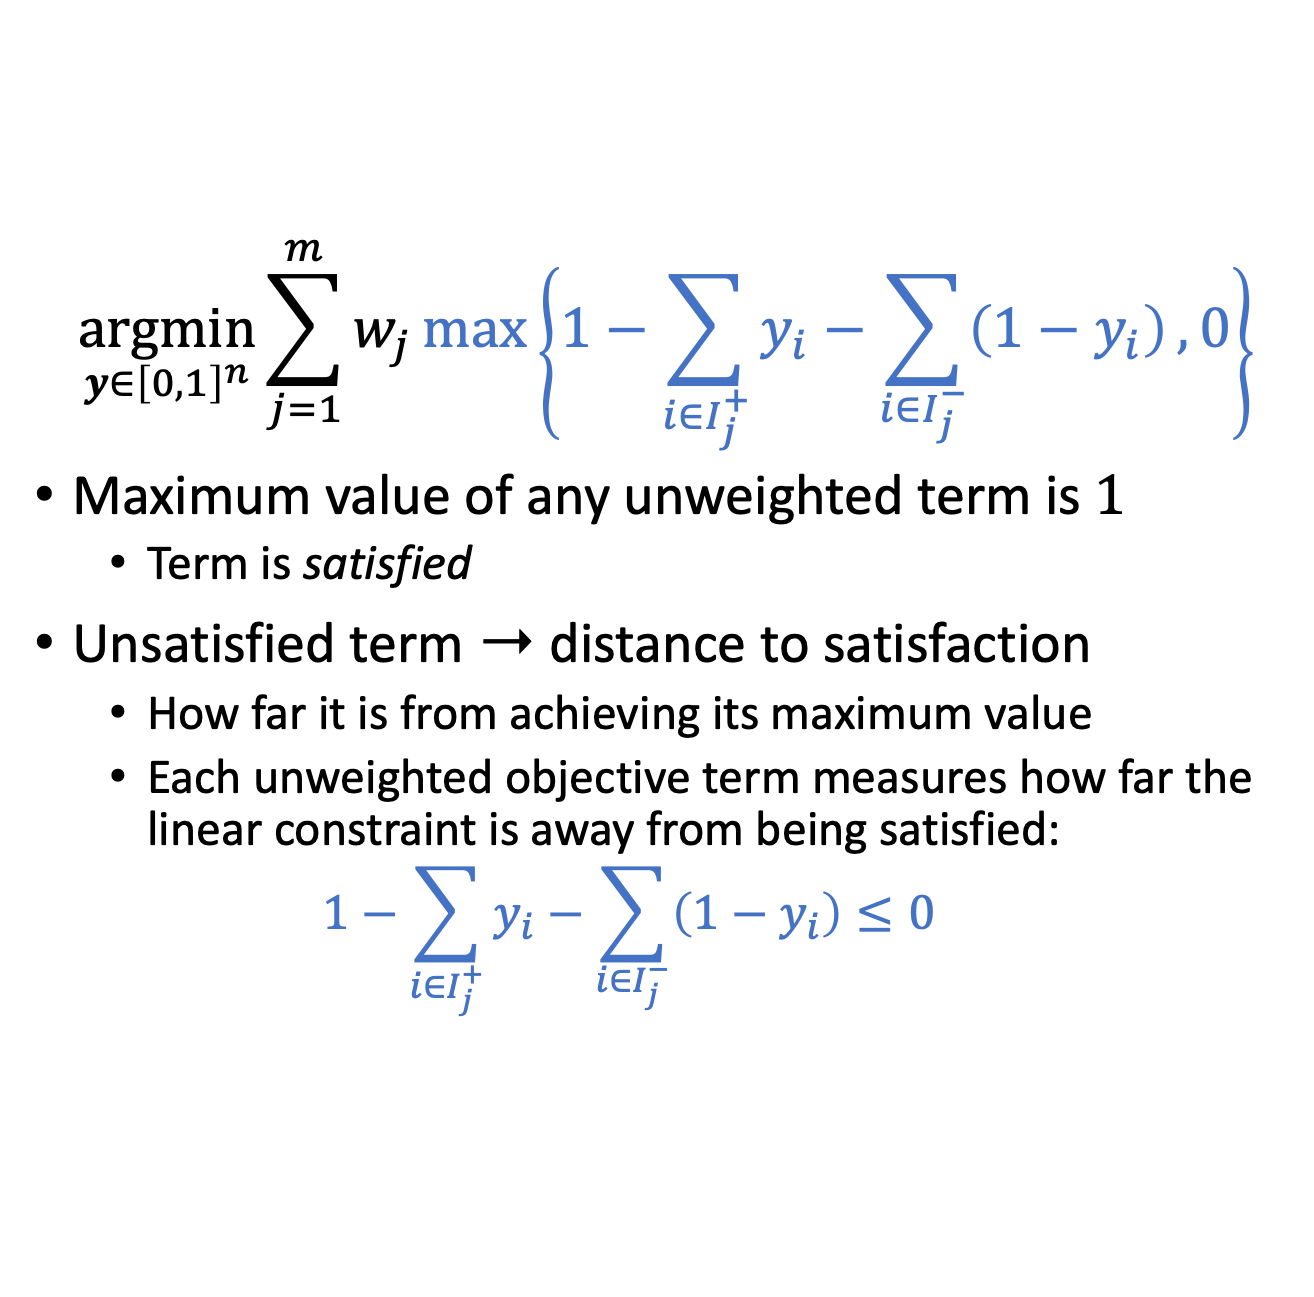 argmin_{y∈[0,1]^n} ∑_{j=1}^{m} w_j max {1 − ∑_{i∈I_j^+} y_i − ∑_{i∈I_j^-} (1 − y_i) , 0}
• Maximum value of any unweighted term is 1
• Term is satisfied
• Unsatisfied term → distance to satisfaction
• How far it is from achieving its maximum value
• Each unweighted objective term measures how far the
linear constraint is away from being satisfied:
1 − ∑_{i∈I_j^+} y_i − ∑_{i∈I_j^-} (1 − y_i) ≤ 0